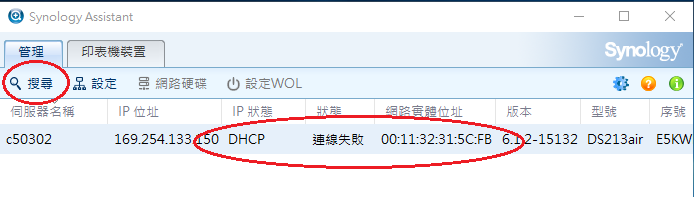 Synology Assistant
管理 印表機裝置 Synology
搜尋 設定 網路硬碟 設定WOL
伺服器名稱 IP 位址 IP 狀態 狀態 網路實體位址 版本 型號 序號
c50302 169.254.133.150 DHCP 連線失敗 00:11:32:31:5C:FB 6.1.2-15132 DS213air E5KW